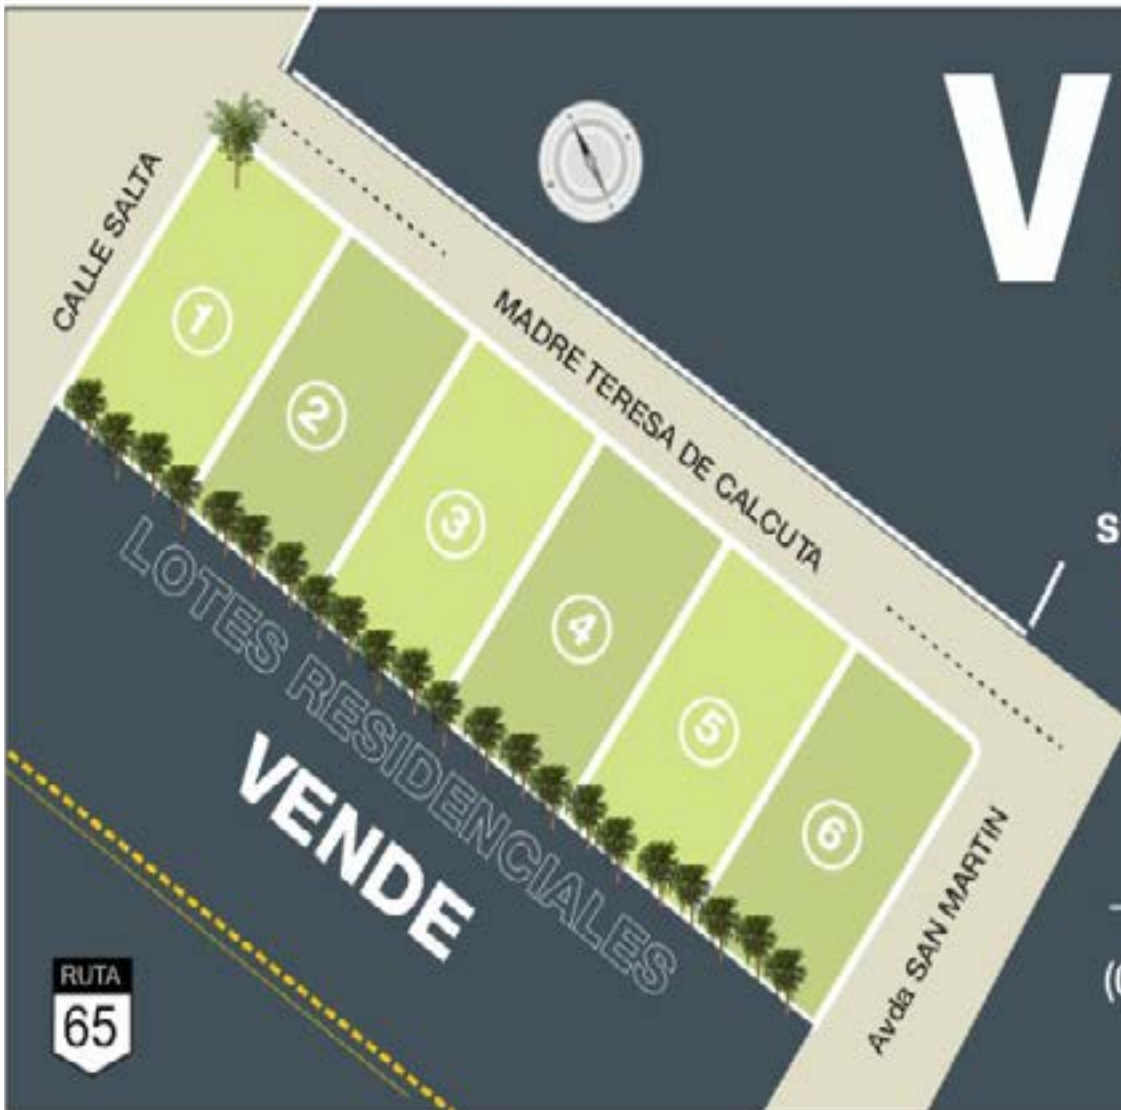 V
CALLE SALTA
MADRE TERESA DE CALCUTA
1
2
3
4
5
6
S
LOTES RESIDENCIALES
VENDE
Avda SAN MARTIN
(
RUTA
65